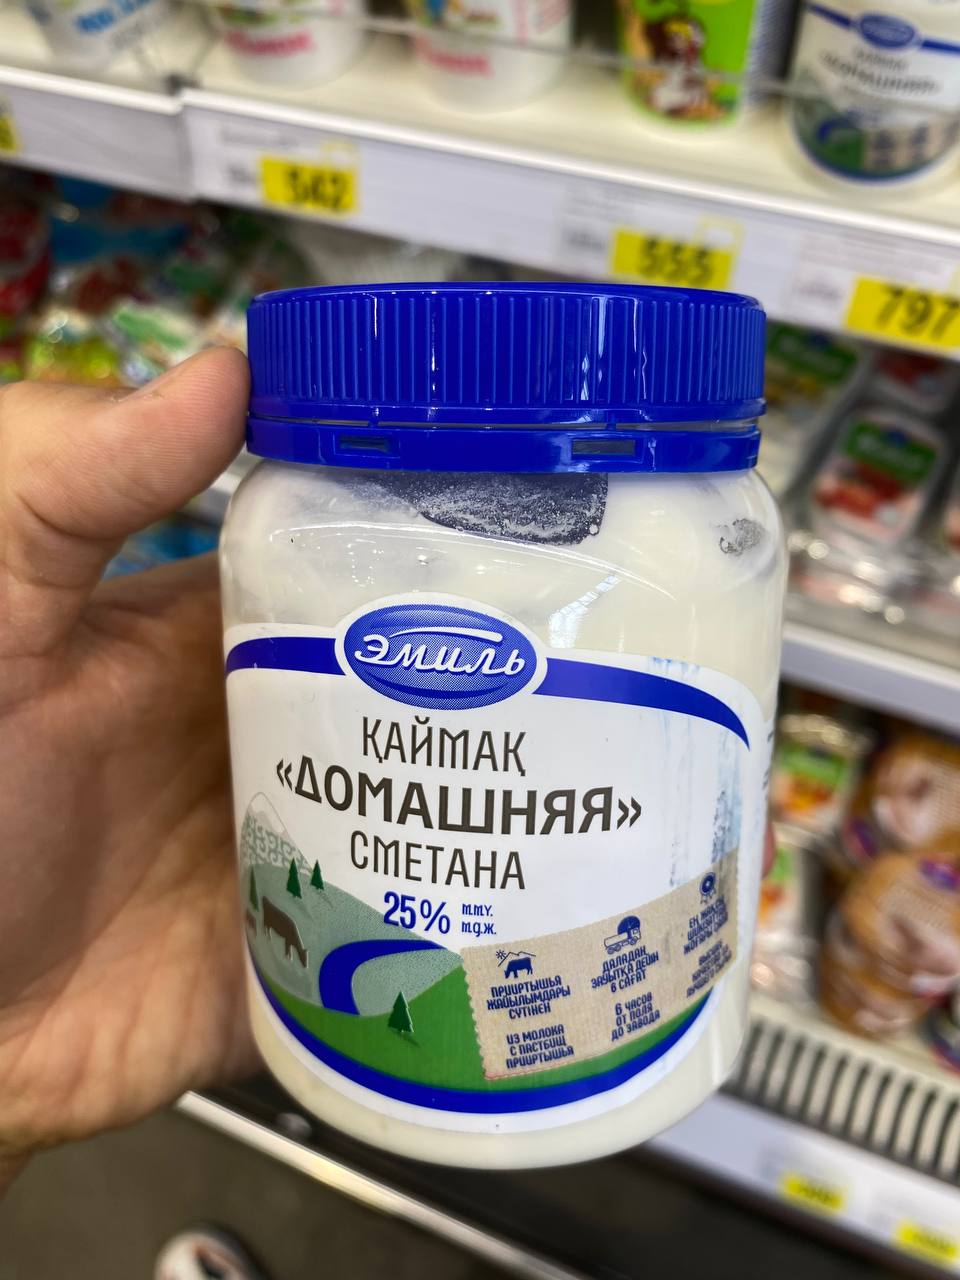 542
555
797
Эмиль
ҚАЙМАҚ
«ДОМАШНЯЯ»
СМЕТАНА
25% м.м.ү.
м.д.ж.
ПРИИРТЫШЬЯ
ЖАЙЫЛЫМДАРЫ
СҮТІНЕН
ИЗ МОЛОКА
С ПАСТБИЩ
ПРИИРТЫШЬЯ
ДАЛАДАН
ЗАУЫТҚА ДЕЙІН
6 САҒАТ
6 ЧАСОВ
ОТ ПОЛЯ
ДО ЗАВОДА